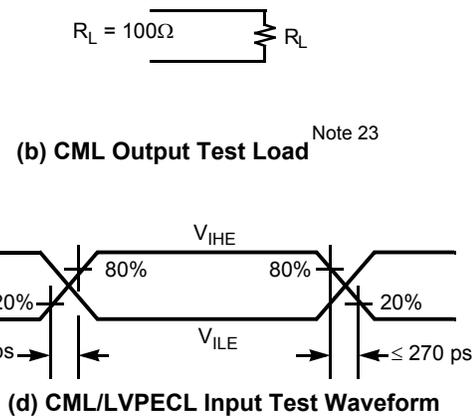 R_L = 100Ω
R_L
(b) CML Output Test Load Note 23
V_IHE
80%
80%
20%
20%
V_ILE
ps
≤ 270 ps
(d) CML/LVPECL Input Test Waveform